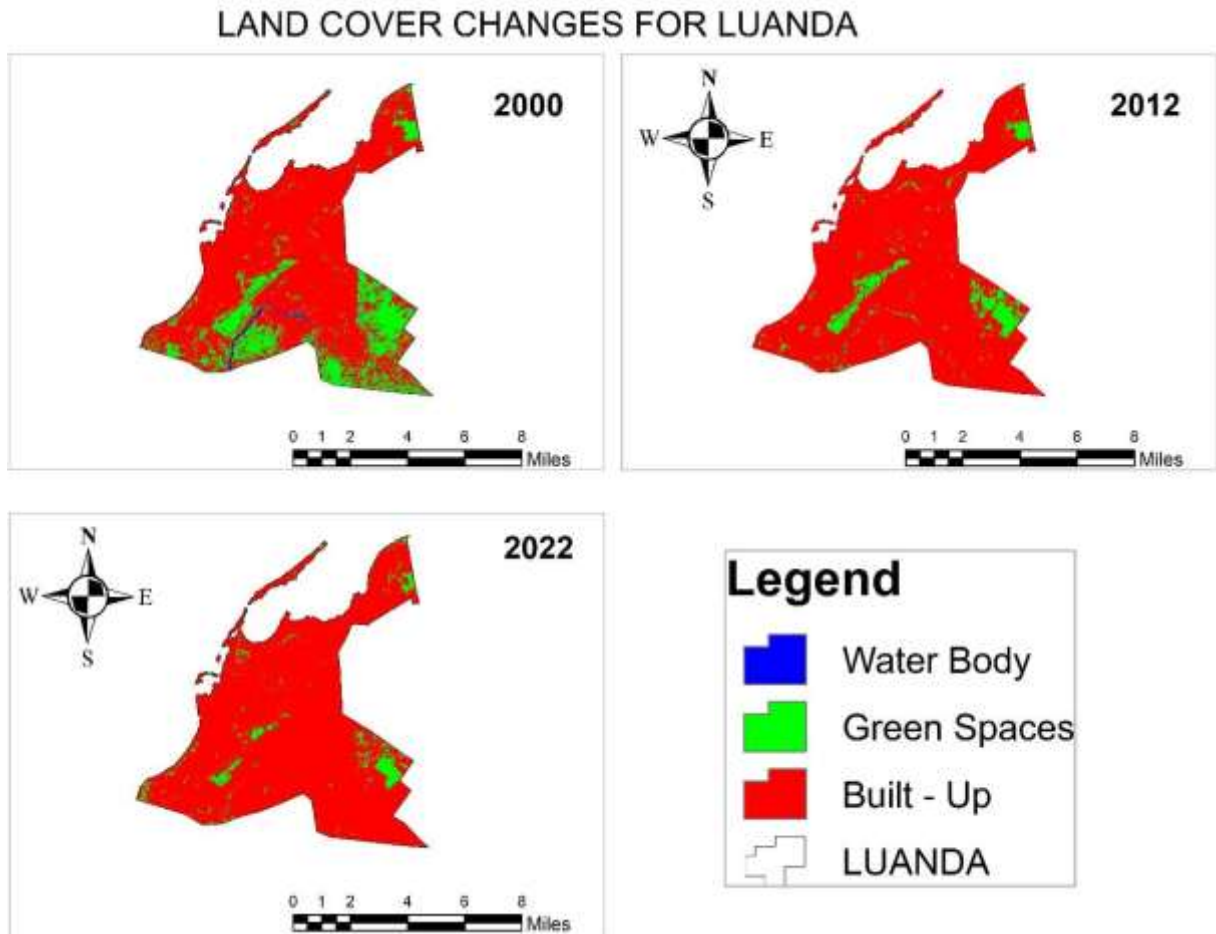 LAND COVER CHANGES FOR LUANDA
2000
0 1 2 4 6 8
Miles
N
W E
S
2012
0 1 2 4 6 8
Miles
N
W E
S
2022
0 1 2 4 6 8
Miles
Legend
Water Body
Green Spaces
Built - Up
LUANDA